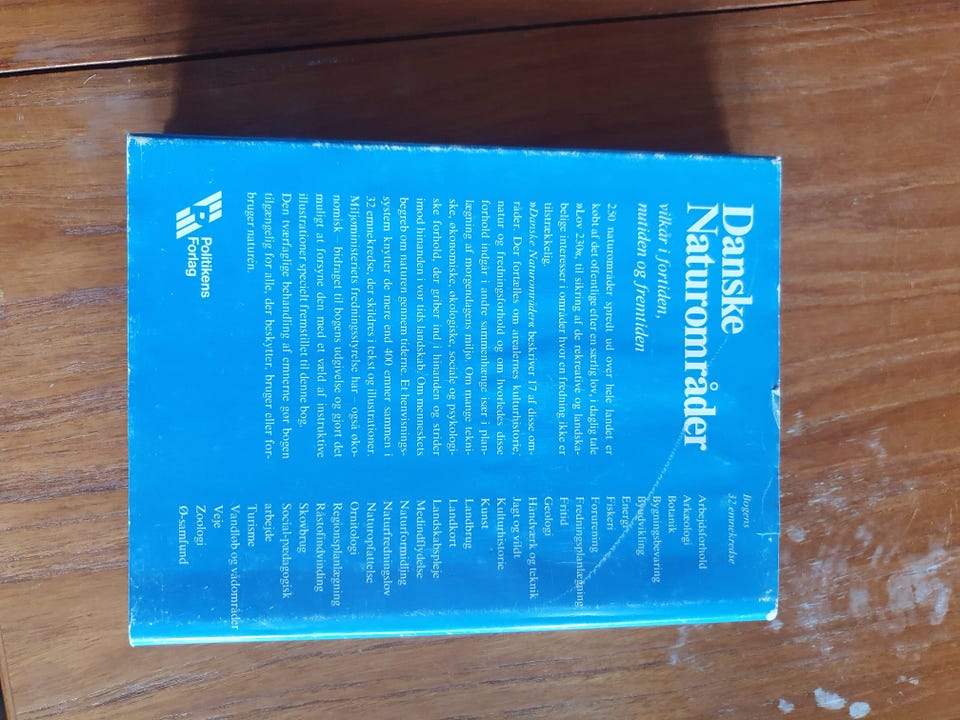 Danske
Naturområder
vilkår i fortiden,
nutiden og fremtiden
250 naturområder spredt ud over hele landet er
købt af det offentlige efter en særlig lov, i daglig tale
»Lov 230«, til sikring af de rekreative og landska-
belige interesser i områder hvor en fredning ikke er
tilstrækkelig.
»Danske Naturområder« beskriver 17 af disse om-
råder. Der fortælles om arealernes kulturhistorie,
natur og fredningsforhold og om hvorledes disse
forhold indgår i andre sammenhænge især i plan-
lægning af morgendagens miljø. Om mange tekni-
ske, økonomiske, økologiske, sociale og psykologi-
ske forhold, der griber ind i hinanden og strider
imod hinanden i vor tids landskab. Om menneskets
begreb om naturen gennem tiderne. Et henvisnings-
system knytter de mere end 400 emner sammen i
32 emnekredse, der skildres i tekst og illustrationer.
Miljøministeriets fredningsstyrelse har – også øko-
nomisk – bidraget til bogens udgivelse og gjort det
muligt at forsyne den med et væld af instruktive
illustrationer specielt fremstillet til denne bog.
Den tværfaglige behandling af emnerne gør bogen
tilgængelig for alle, der beskytter, bruger eller for-
bruger naturen.
Politikens
Forlag
Bogens
32 emnekredse
Arbejdsforhold
Arkæologi
Botanik
Bygningsbevaring
Byudvikling
Energi
Fiskeri
Forurening
Fredningsplanlægning
Fritid
Geologi
Håndværk og teknik
Jagt og vildt
Kulturhistorie
Kunst
Landbrug
Landkort
Landskabspleje
Medindflydelse
Naturformidling
Naturfredningslov
Naturopfattelse
Ornitologi
Regionsplanlægning
Råstofindvinding
Skovbrug
Social-pædagogisk
arbejde
Turisme
Vandløb og vådområder
Veje
Zoologi
Ø-samfund